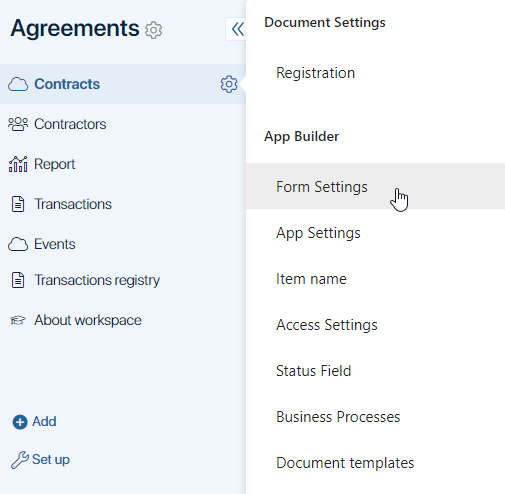 Agreements
Contracts
Contractors
Report
Transactions
Events
Transactions registry
About workspace
Add
Set up
Document Settings
Registration
App Builder
Form Settings
App Settings
Item name
Access Settings
Status Field
Business Processes
Document templates